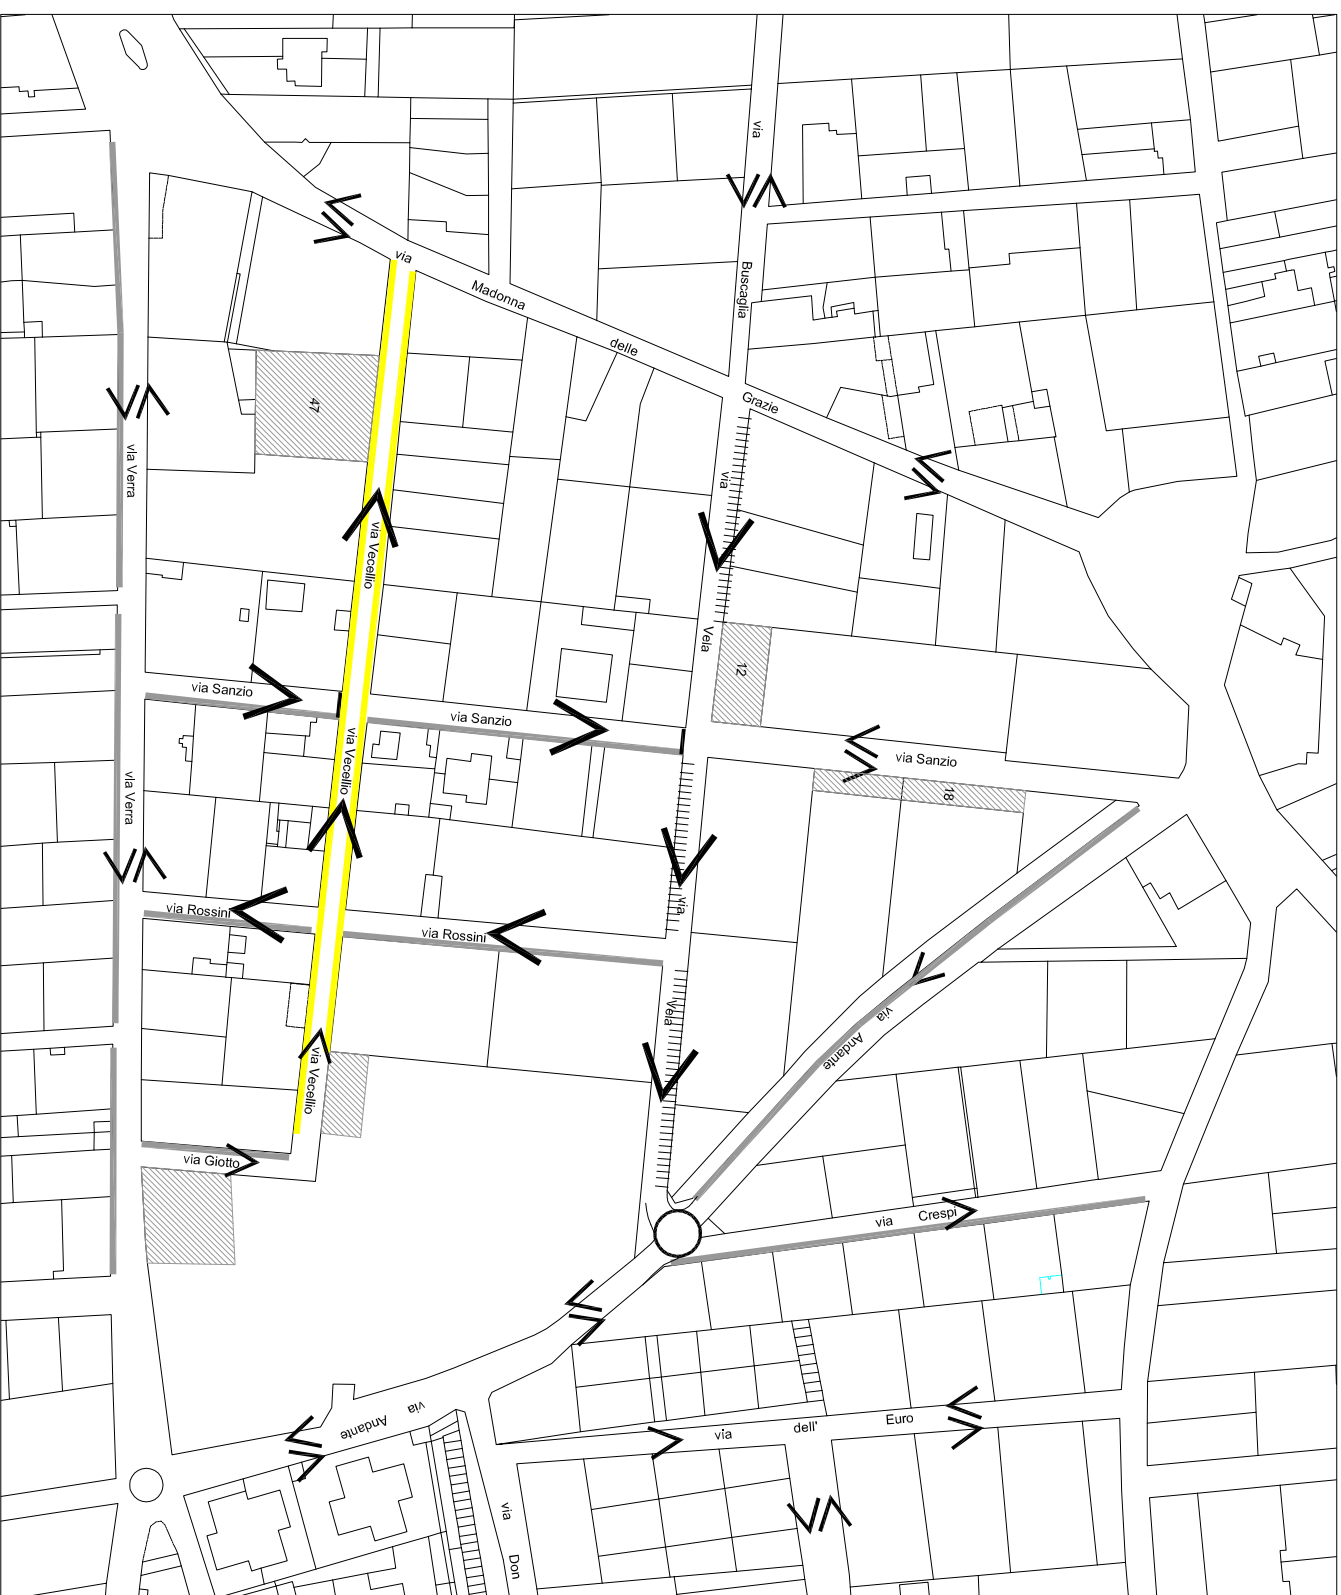 via
via
Madonna
delle
Grazie
Buscaglia
47
vIa Verra
via Vecellio
via
Vela
12
via Sanzio
via Sanzio
via Sanzio
18
vIa Verra
via Vecellio
via Rossini
via Rossini
via
Vela
via
Andante
via Vecellio
via Giotto
via Crespi
via
Andante
via dell' Euro
via
Don